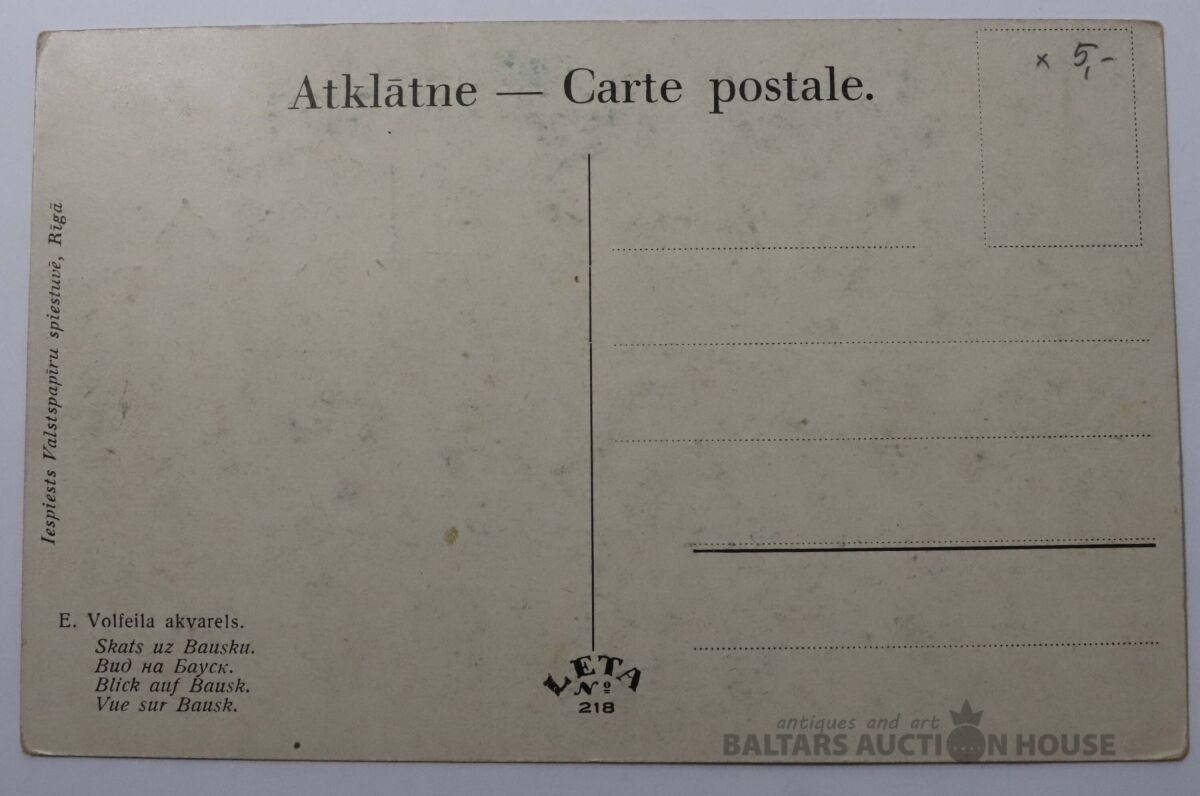 Atklātne — Carte postale.
× 5,-
Iespiests Valstspapīru spiestuvē, Rīgā
E. Volfeila akvarels.
Skats uz Bausku.
Вид на Бауск.
Blick auf Bausk.
Vue sur Bausk.
LETA
№
218
antiques and art
BALTARS AUCTION HOUSE